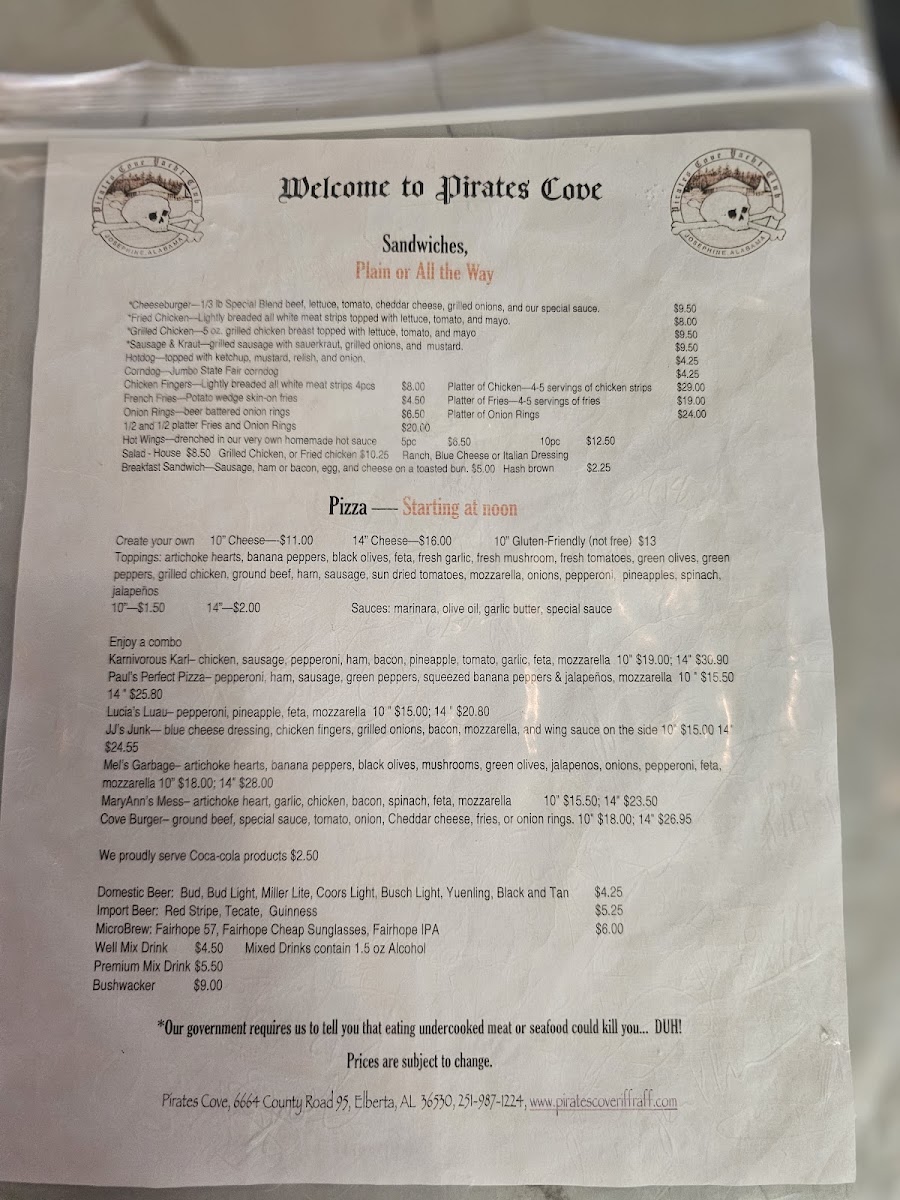 Pirates Cove Yacht Club
JOSEPHINE, ALABAMA
Welcome to Pirates Cove
Pirates Cove Yacht Club
JOSEPHINE, ALABAMA
Sandwiches,
Plain or All the Way
*Cheeseburger—1/3 lb Special Blend beef, lettuce, tomato, cheddar cheese, grilled onions, and our special sauce. $9.50
*Fried Chicken—Lightly breaded all white meat strips topped with lettuce, tomato, and mayo. $8.00
*Grilled Chicken—5 oz. grilled chicken breast topped with lettuce, tomato, and mayo $9.50
*Sausage & Kraut—grilled sausage with sauerkraut, grilled onions, and mustard. $9.50
Hotdog—topped with ketchup, mustard, relish, and onion. $4.25
Corndog—Jumbo State Fair corndog $4.25
Chicken Fingers—Lightly breaded all white meat strips 4pcs $8.00 Platter of Chicken—4-5 servings of chicken strips $29.00
French Fries—Potato wedge skin-on fries $4.50 Platter of Fries—4-5 servings of fries $19.00
Onion Rings—beer battered onion rings $6.50 Platter of Onion Rings $24.00
1/2 and 1/2 platter Fries and Onion Rings $20.00
Hot Wings—drenched in our very own homemade hot sauce 5pc $6.50 10pc $12.50
Salad - House $8.50 Grilled Chicken, or Fried chicken $10.25 Ranch, Blue Cheese or Italian Dressing
Breakfast Sandwich—Sausage, ham or bacon, egg, and cheese on a toasted bun. $5.00 Hash brown $2.25
Pizza — Starting at noon
Create your own 10" Cheese—$11.00 14" Cheese—$16.00 10" Gluten-Friendly (not free) $13
Toppings: artichoke hearts, banana peppers, black olives, feta, fresh garlic, fresh mushroom, fresh tomatoes, green olives, green
peppers, grilled chicken, ground beef, ham, sausage, sun dried tomatoes, mozzarella, onions, pepperoni, pineapples, spinach,
jalapeños
10"—$1.50 14"—$2.00 Sauces: marinara, olive oil, garlic butter, special sauce
Enjoy a combo
Karnivorous Karl– chicken, sausage, pepperoni, ham, bacon, pineapple, tomato, garlic, feta, mozzarella 10" $19.00; 14" $30.90
Paul's Perfect Pizza– pepperoni, ham, sausage, green peppers, squeezed banana peppers & jalapeños, mozzarella 10 " $15.50
14 " $25.80
Lucia's Luau– pepperoni, pineapple, feta, mozzarella 10 " $15.00; 14 " $20.80
JJ's Junk— blue cheese dressing, chicken fingers, grilled onions, bacon, mozzarella, and wing sauce on the side 10" $15.00 14"
$24.55
Mel's Garbage– artichoke hearts, banana peppers, black olives, mushrooms, green olives, jalapenos, onions, pepperoni, feta,
mozzarella 10" $18.00; 14" $28.00
MaryAnn's Mess– artichoke heart, garlic, chicken, bacon, spinach, feta, mozzarella 10" $15.50; 14" $23.50
Cove Burger– ground beef, special sauce, tomato, onion, Cheddar cheese, fries, or onion rings. 10" $18.00; 14" $26.95
We proudly serve Coca-cola products $2.50
Domestic Beer: Bud, Bud Light, Miller Lite, Coors Light, Busch Light, Yuenling, Black and Tan $4.25
Import Beer: Red Stripe, Tecate, Guinness $5.25
MicroBrew: Fairhope 57, Fairhope Cheap Sunglasses, Fairhope IPA $6.00
Well Mix Drink $4.50 Mixed Drinks contain 1.5 oz Alcohol
Premium Mix Drink $5.50
Bushwacker $9.00
*Our government requires us to tell you that eating undercooked meat or seafood could kill you... DUH!
Prices are subject to change.
Pirates Cove, 6664 County Road 95, Elberta, AL 36530, 251-987-1224, www.piratescoveriffraff.com